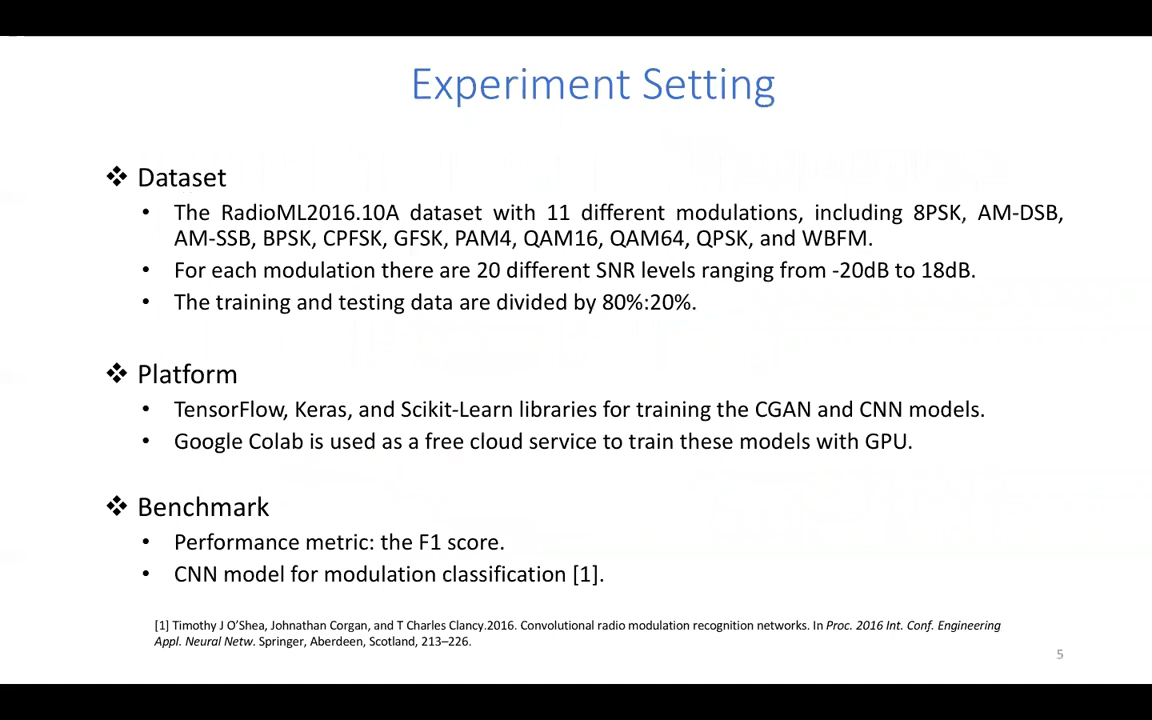 Experiment Setting
❖ Dataset
• The RadioML2016.10A dataset with 11 different modulations, including 8PSK, AM-DSB,
AM-SSB, BPSK, CPFSK, GFSK, PAM4, QAM16, QAM64, QPSK, and WBFM.
• For each modulation there are 20 different SNR levels ranging from -20dB to 18dB.
• The training and testing data are divided by 80%:20%.
❖ Platform
• TensorFlow, Keras, and Scikit-Learn libraries for training the CGAN and CNN models.
• Google Colab is used as a free cloud service to train these models with GPU.
❖ Benchmark
• Performance metric: the F1 score.
• CNN model for modulation classification [1].
[1] Timothy J O’Shea, Johnathan Corgan, and T Charles Clancy.2016. Convolutional radio modulation recognition networks. In Proc. 2016 Int. Conf. Engineering
Appl. Neural Netw. Springer, Aberdeen, Scotland, 213–226.
5